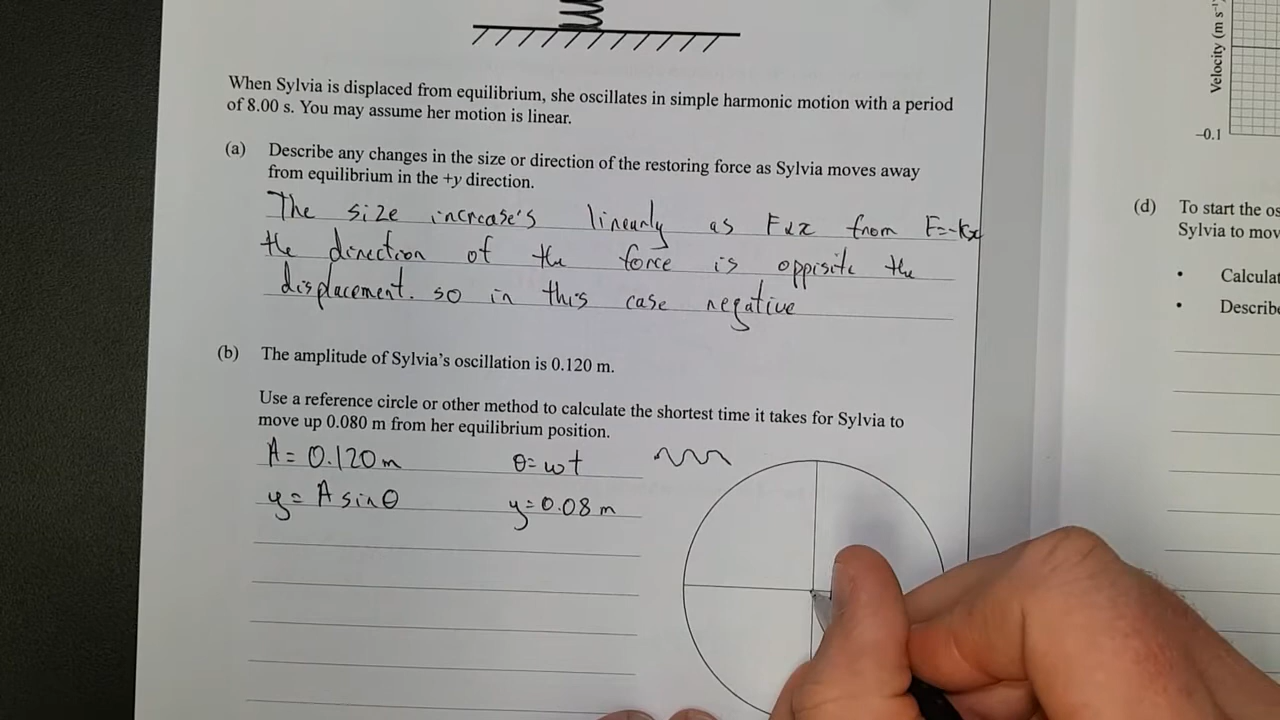 When Sylvia is displaced from equilibrium, she oscillates in simple harmonic motion with a period
of 8.00 s. You may assume her motion is linear.
(a) Describe any changes in the size or direction of the restoring force as Sylvia moves away
from equilibrium in the +y direction.
The size increase's linearly as F∝x from F=-kx
the direction of the force is oppisite the
displacement. so in this case negative
(b) The amplitude of Sylvia's oscillation is 0.120 m.
Use a reference circle or other method to calculate the shortest time it takes for Sylvia to
move up 0.080 m from her equilibrium position.
A = 0.120m θ=ωt
y= A sinθ y=0.08 m
Velocity (m s⁻¹
–0.1
(d) To start the os
Sylvia to mov
• Calculat
• Describe